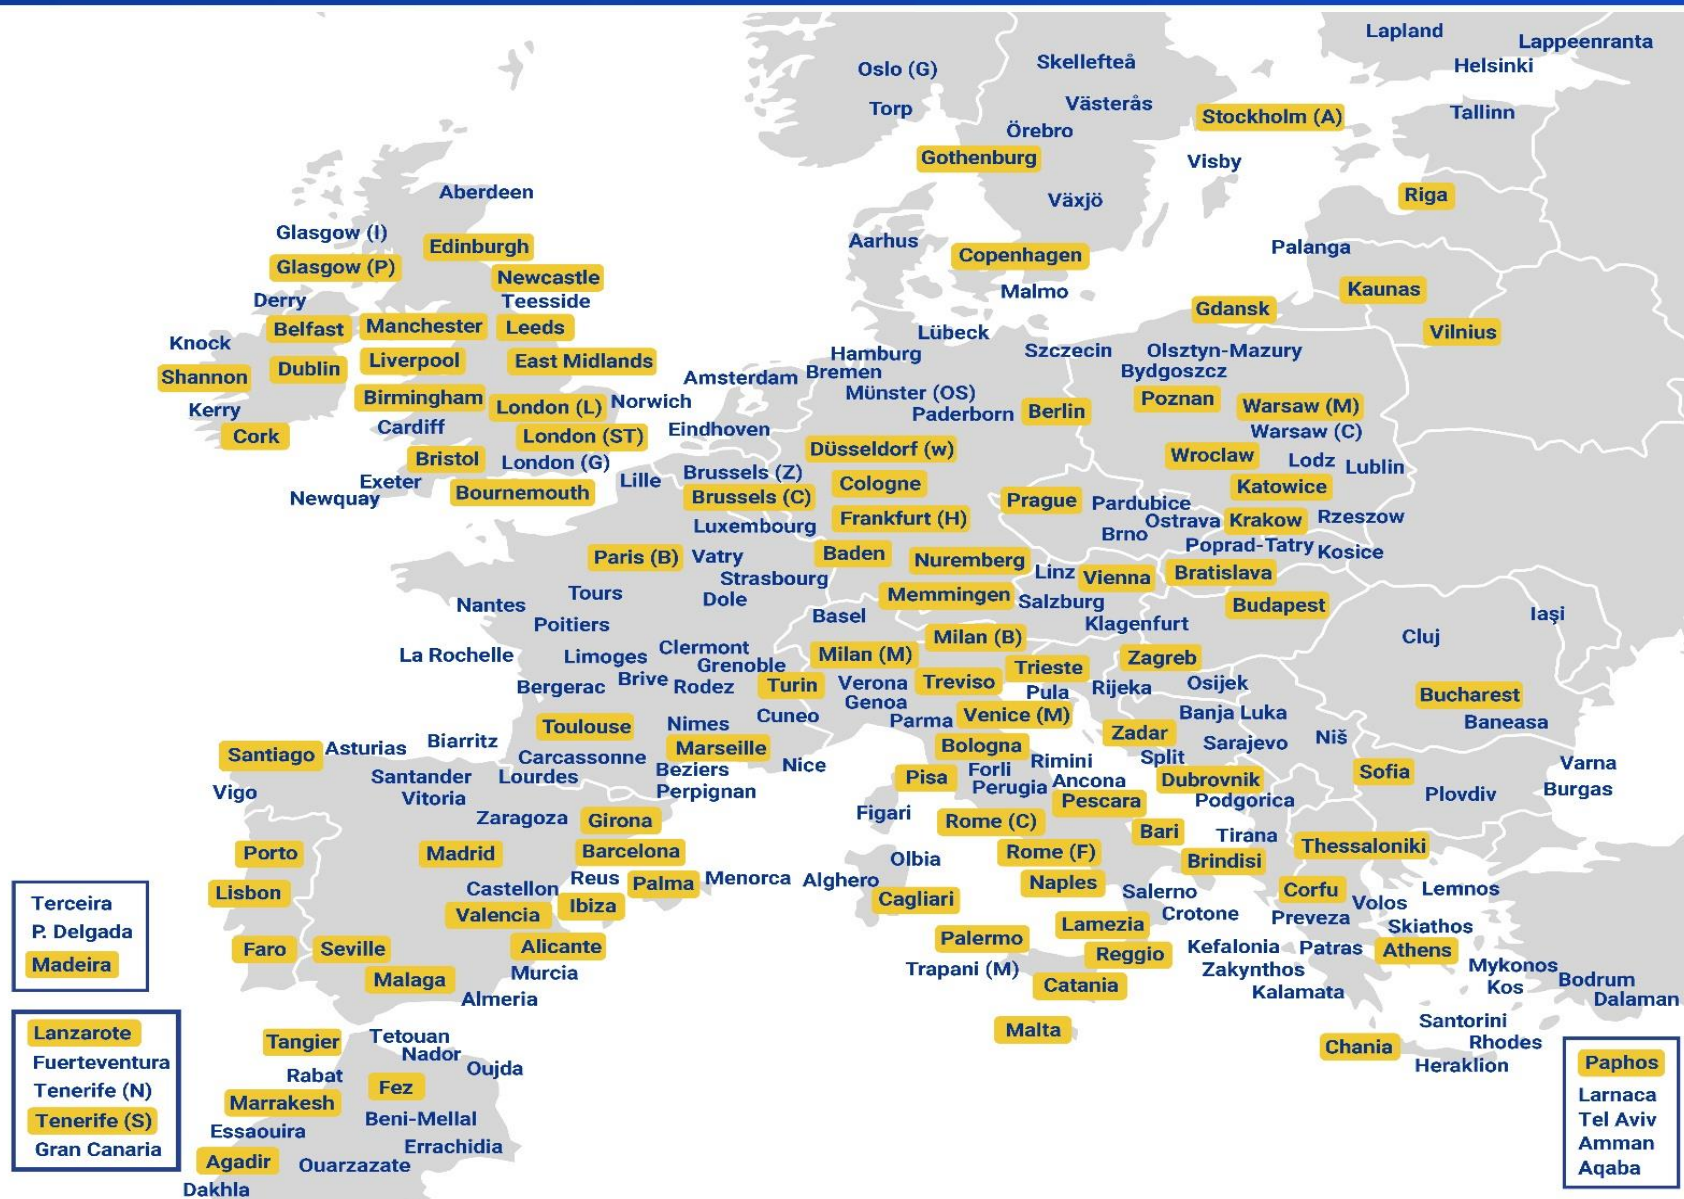 Lapland
Lappeenranta
Oslo (G)
Skellefteå
Helsinki
Torp
Västerås
Stockholm (A)
Tallinn
Örebro
Gothenburg
Visby
Aberdeen
Växjö
Riga
Glasgow (I)
Edinburgh
Aarhus
Copenhagen
Palanga
Glasgow (P)
Newcastle
Malmo
Kaunas
Derry
Teesside
Gdansk
Belfast
Manchester
Leeds
Lübeck
Vilnius
Knock
Hamburg
Szczecin
Olsztyn-Mazury
Shannon
Dublin
Liverpool
East Midlands
Amsterdam
Bremen
Bydgoszcz
Kerry
Birmingham
London (L)
Norwich
Münster (OS)
Poznan
Warsaw (M)
Cork
Cardiff
London (ST)
Eindhoven
Paderborn
Berlin
Warsaw (C)
Bristol
London (G)
Düsseldorf (w)
Wroclaw
Lodz
Lublin
Exeter
Lille
Brussels (Z)
Cologne
Katowice
Newquay
Bournemouth
Brussels (C)
Prague
Pardubice
Luxembourg
Frankfurt (H)
Ostrava
Krakow
Rzeszow
Brno
Paris (B)
Vatry
Baden
Nuremberg
Poprad-Tatry
Kosice
Strasbourg
Linz
Vienna
Bratislava
Tours
Dole
Memmingen
Salzburg
Budapest
Nantes
Basel
Klagenfurt
Iaşi
Poitiers
Milan (B)
Cluj
La Rochelle
Limoges
Clermont
Grenoble
Milan (M)
Trieste
Zagreb
Bergerac
Brive
Rodez
Turin
Verona
Treviso
Pula
Rijeka
Osijek
Bucharest
Genoa
Toulouse
Nimes
Cuneo
Parma
Venice (M)
Banja Luka
Baneasa
Santiago
Asturias
Biarritz
Carcassonne
Marseille
Bologna
Zadar
Sarajevo
Niš
Santander
Lourdes
Beziers
Nice
Pisa
Forli
Rimini
Split
Sofia
Varna
Vigo
Vitoria
Perpignan
Perugia
Ancona
Dubrovnik
Plovdiv
Burgas
Zaragoza
Girona
Figari
Rome (C)
Pescara
Podgorica
Porto
Madrid
Barcelona
Olbia
Rome (F)
Bari
Tirana
Thessaloniki
Brindisi
Lisbon
Castellon
Reus
Palma
Menorca
Alghero
Naples
Salerno
Corfu
Lemnos
Valencia
Ibiza
Cagliari
Crotone
Preveza
Volos
Skiathos
Faro
Seville
Alicante
Palermo
Lamezia
Reggio
Kefalonia
Patras
Athens
Malaga
Murcia
Trapani (M)
Catania
Zakynthos
Mykonos
Almeria
Kalamata
Kos
Bodrum
Dalaman
Malta
Santorini
Chania
Rhodes
Heraklion
Terceira
P. Delgada
Madeira
Lanzarote
Fuerteventura
Tenerife (N)
Tenerife (S)
Gran Canaria
Tangier
Tetouan
Nador
Rabat
Oujda
Fez
Marrakesh
Beni-Mellal
Essaouira
Errachidia
Agadir
Ouarzazate
Dakhla
Paphos
Larnaca
Tel Aviv
Amman
Aqaba